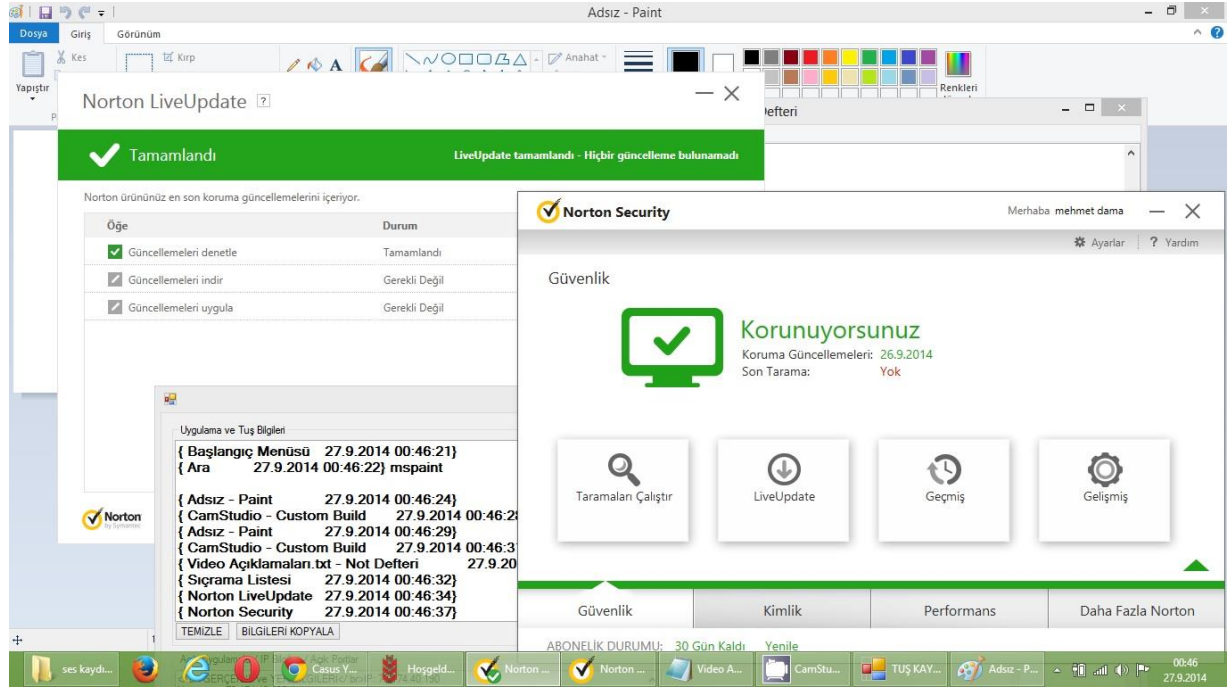 Adsız - Paint
Dosya
Giriş
Görünüm
Kes
Kırp
Yapıştır
A
Anahat
Renkleri
Norton LiveUpdate ?
Defteri
Tamamlandı
LiveUpdate tamamlandı - Hiçbir güncelleme bulunamadı
Norton ürününüz en son koruma güncellemelerini içeriyor.
Öğe
Durum
Güncellemeleri denetle
Tamamlandı
Güncellemeleri indir
Gerekli Değil
Güncellemeleri uygula
Gerekli Değil
Norton
by Symantec
Norton Security
Merhaba mehmet dama
Ayarlar
? Yardım
Güvenlik
Korunuyorsunuz
Koruma Güncellemeleri: 26.9.2014
Son Tarama: Yok
Taramaları Çalıştır
LiveUpdate
Geçmiş
Gelişmiş
Güvenlik
Kimlik
Performans
Daha Fazla Norton
ABONELİK DURUMU: 30 Gün Kaldı Yenile
Uygulama ve Tuş Bilgileri
{ Başlangıç Menüsü 27.9.2014 00:46:21}
{ Ara 27.9.2014 00:46:22} mspaint
{ Adsız - Paint 27.9.2014 00:46:24}
{ CamStudio - Custom Build 27.9.2014 00:46:28
{ Adsız - Paint 27.9.2014 00:46:29}
{ CamStudio - Custom Build 27.9.2014 00:46:3
{ Video Açıklamaları.txt - Not Defteri 27.9.20
{ Sıçrama Listesi 27.9.2014 00:46:32}
{ Norton LiveUpdate 27.9.2014 00:46:34}
{ Norton Security 27.9.2014 00:46:37}
TEMİZLE
BİLGİLERİ KOPYALA
ses kaydı...
Casus Y...
Hoşgeld...
Norton ...
Norton ...
Video A...
CamStu...
TUŞ KAY...
Adsız - P...
00:46
27.9.2014